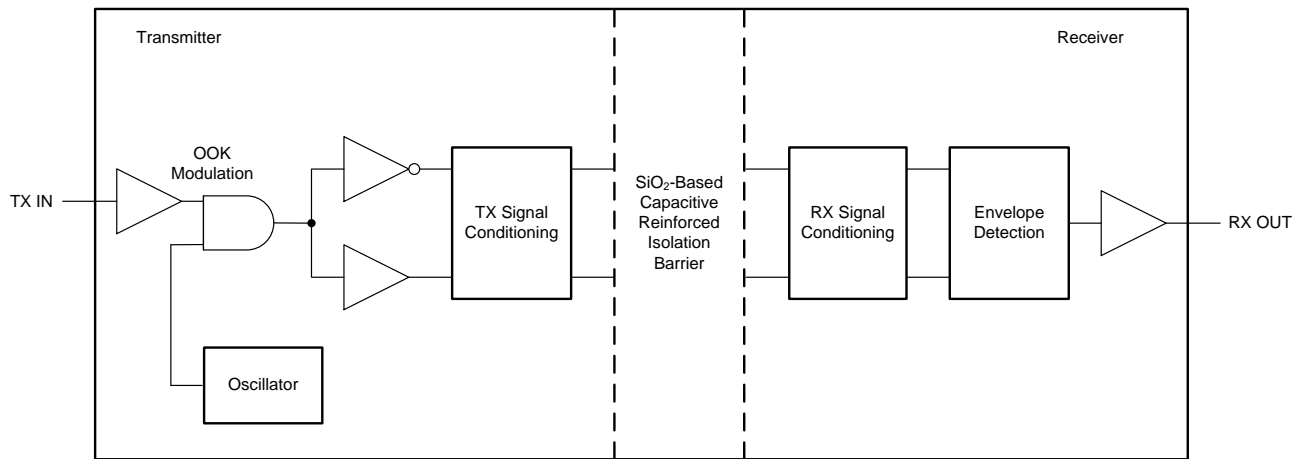 Transmitter
Receiver
OOK
Modulation
TX IN
TX Signal
Conditioning
SiO₂-Based
Capacitive
Reinforced
Isolation
Barrier
RX Signal
Conditioning
Envelope
Detection
RX OUT
Oscillator